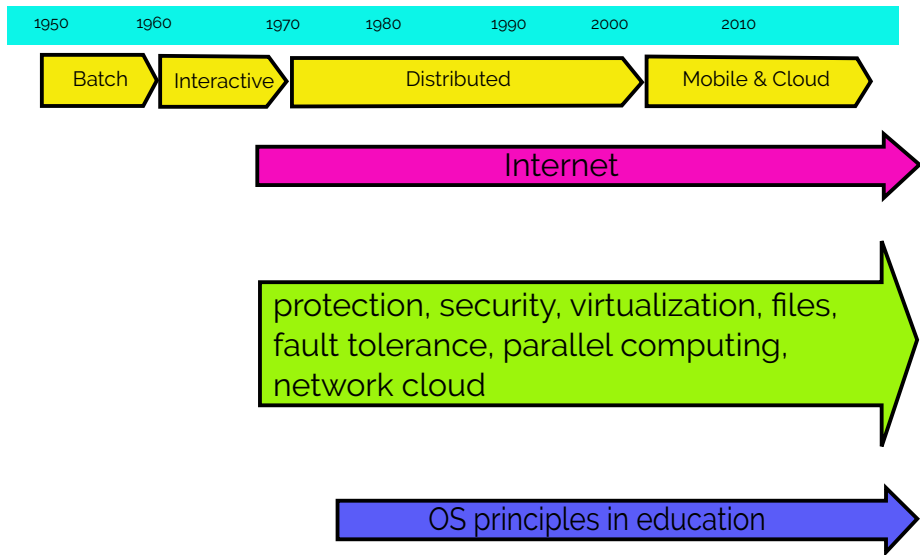 1950 1960 1970 1980 1990 2000 2010
Batch Interactive Distributed Mobile & Cloud
Internet
protection, security, virtualization, files,
fault tolerance, parallel computing,
network cloud
OS principles in education